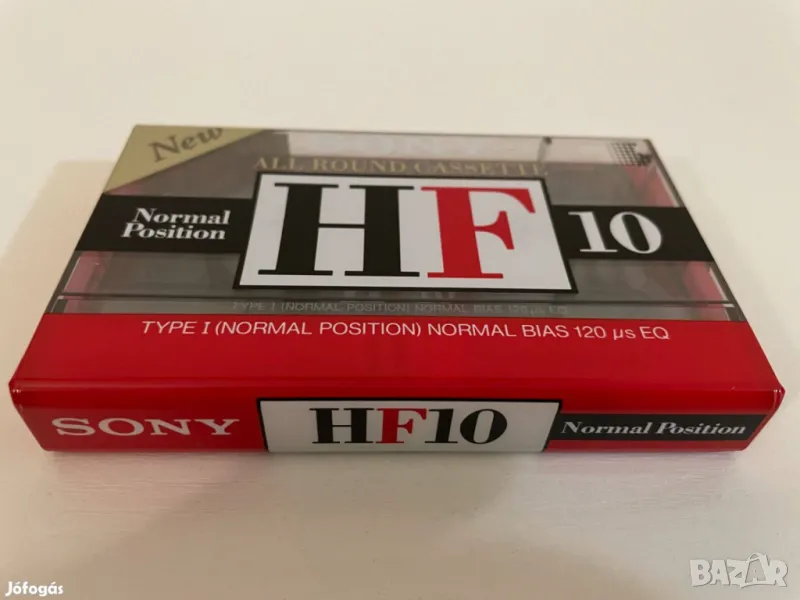 New
SONY
ALL ROUND CASSETTE
Normal
Position
HF
10
TYPE I (NORMAL POSITION) NORMAL BIAS 120 µs EQ
TYPE I (NORMAL POSITION) NORMAL BIAS 120 µs EQ
SONY
HF10
Normal Position
Jófogás
BAZAR